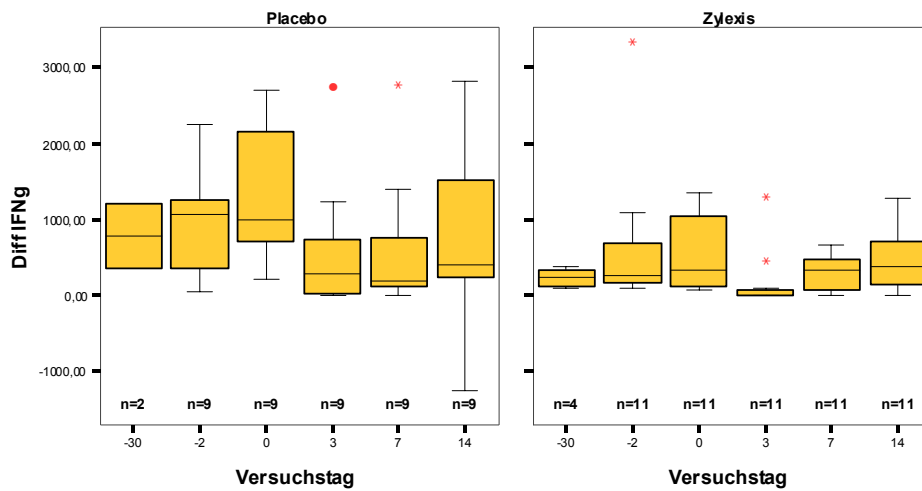 Placebo Zylexis
3000,00
2000,00
1000,00
0,00
-1000,00
DiffIFNg
n=2 n=9 n=9 n=9 n=9 n=9 n=4 n=11 n=11 n=11 n=11 n=11
-30 -2 0 3 7 14 -30 -2 0 3 7 14
Versuchstag Versuchstag